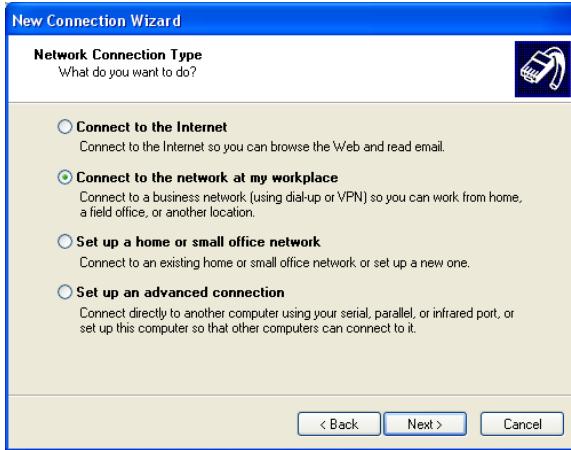 New Connection Wizard
Network Connection Type
What do you want to do?
Connect to the Internet
Connect to the Internet so you can browse the Web and read email.
Connect to the network at my workplace
Connect to a business network (using dial-up or VPN) so you can work from home,
a field office, or another location.
Set up a home or small office network
Connect to an existing home or small office network or set up a new one.
Set up an advanced connection
Connect directly to another computer using your serial, parallel, or infrared port, or
set up this computer so that other computers can connect to it.
< Back Next > Cancel